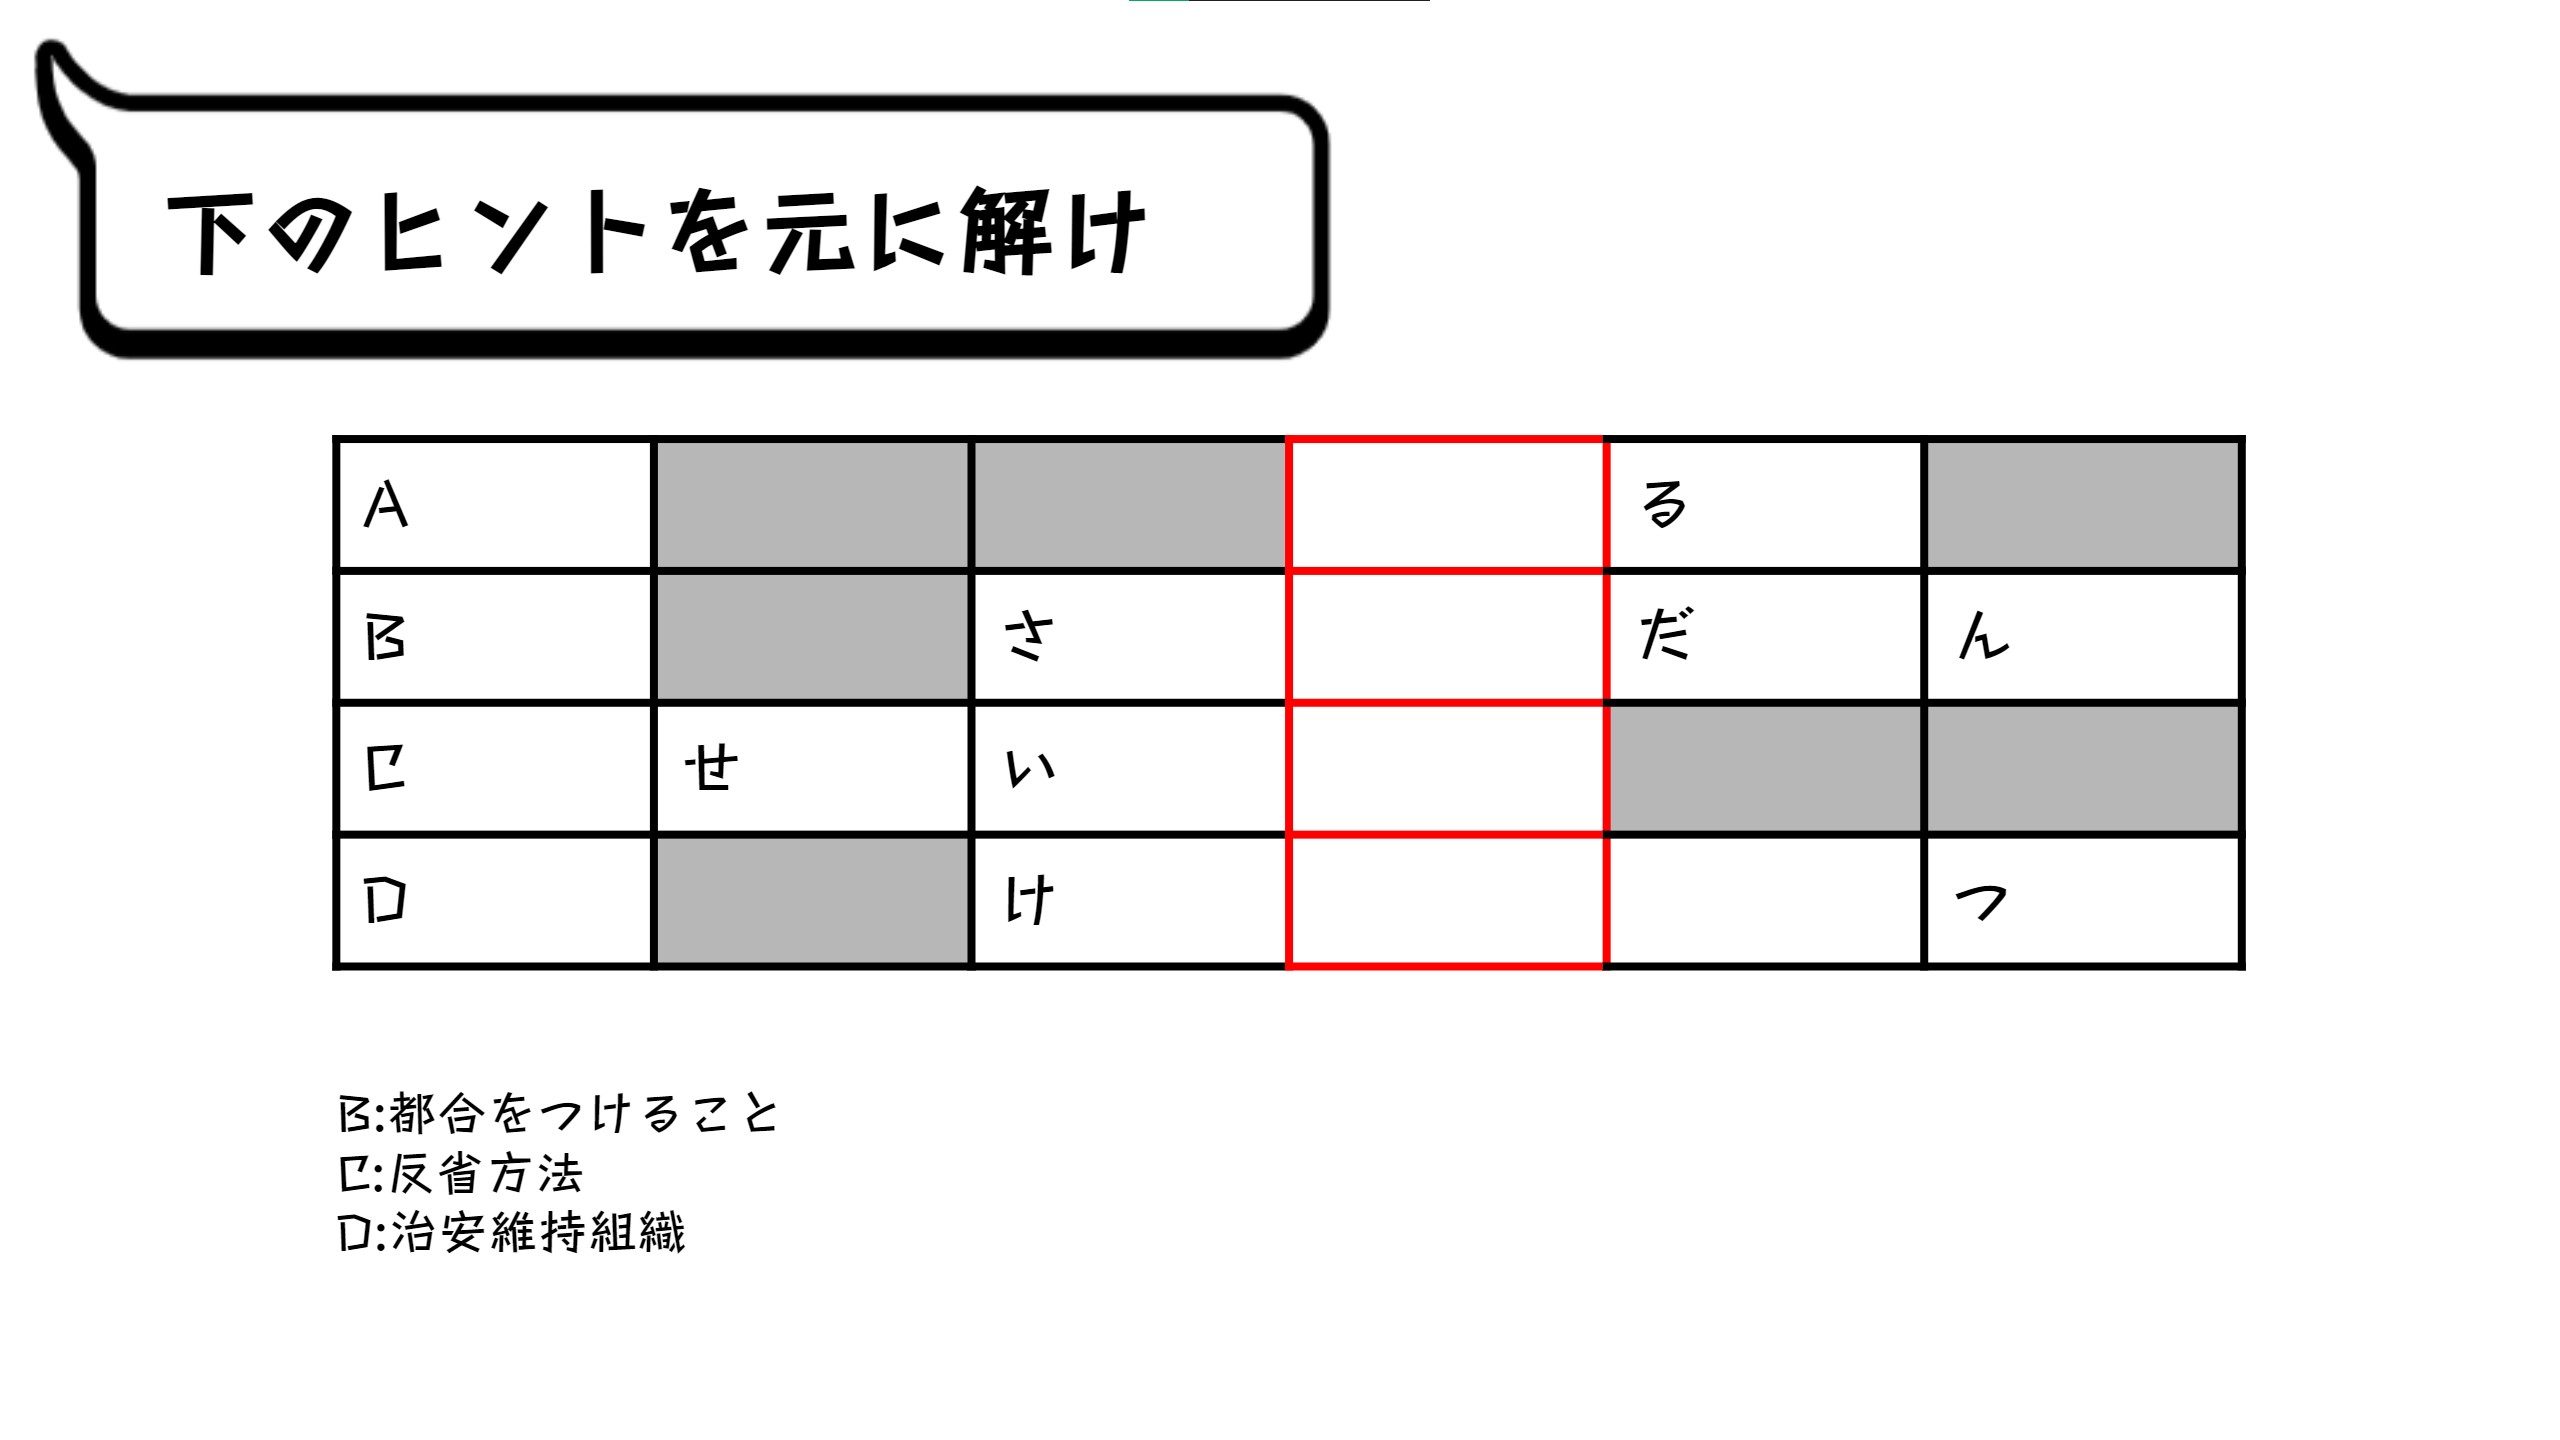 下のヒントを元に解け
A る
B さ だ ん
C せ い
D け つ
B:都合をつけること
C:反省方法
D:治安維持組織